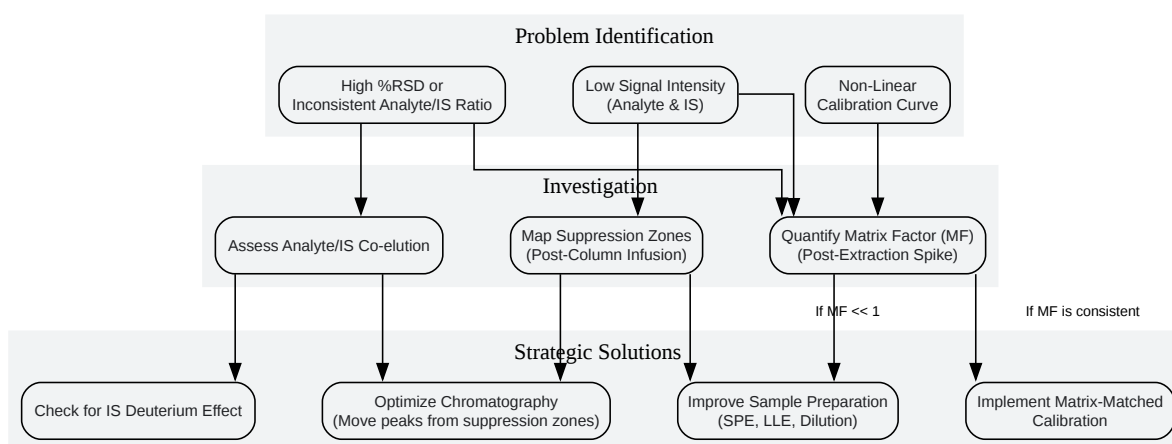 Problem Identification
High %RSD or
Inconsistent Analyte/IS Ratio
Low Signal Intensity
(Analyte & IS)
Non-Linear
Calibration Curve
Investigation
Assess Analyte/IS Co-elution
Map Suppression Zones
(Post-Column Infusion)
Quantify Matrix Factor (MF)
(Post-Extraction Spike)
If MF << 1
If MF is consistent
Strategic Solutions
Check for IS Deuterium Effect
Optimize Chromatography
(Move peaks from suppression zones)
Improve Sample Preparation
(SPE, LLE, Dilution)
Implement Matrix-Matched
Calibration